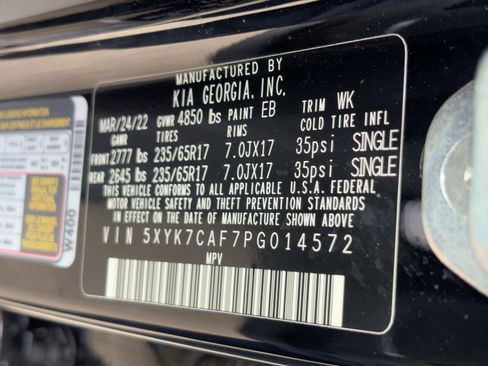 MANUFACTURED BY
KIA GEORGIA, INC.
MAR/24/22 GVWR 4850 lbs PAINT EB TRIM WK
GAWR TIRES RIMS COLD TIRE INFL
FRONT 2777 lbs 235/65R17 7.0JX17 35psi SINGLE
REAR 2645 lbs 235/65R17 7.0JX17 35psi SINGLE
THIS VEHICLE CONFORMS TO ALL APPLICABLE U.S.A. FEDERAL
MOTOR VEHICLE SAFETY AND THEFT PREVENTION STANDARDS
IN EFFECT ON THE DATE OF MANUFACTURE SHOWN ABOVE.
VIN 5XYK7CAF7PG014572
MPV
W400